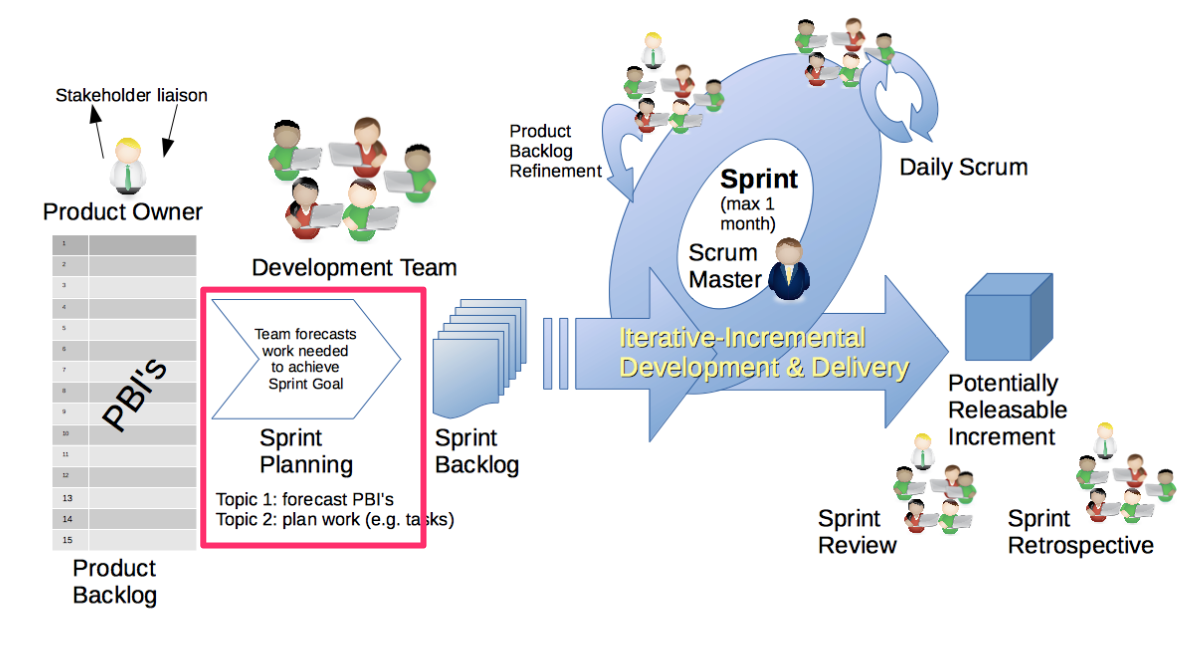 Stakeholder liaison
Product Owner
1
2
3
4
5
6
7
8
9
10
11
12
13
14
15
PBI's
Product
Backlog
Development Team
Team forecasts
work needed
to achieve
Sprint Goal
Sprint
Planning
Topic 1: forecast PBI's
Topic 2: plan work (e.g. tasks)
Sprint
Backlog
Product
Backlog
Refinement
Sprint
(max 1
month)
Scrum
Master
Daily Scrum
Iterative-Incremental
Development & Delivery
Potentially
Releasable
Increment
Sprint
Review
Sprint
Retrospective